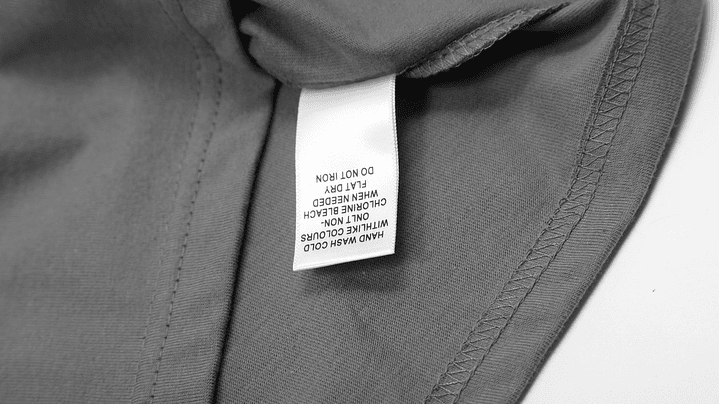 HAND WASH COLD
WITHLIKE COLOURS
ONLT NON-
CHLORINE BLEACH
WHEN NEEDED
FLAT DRY
DO NOT IRON